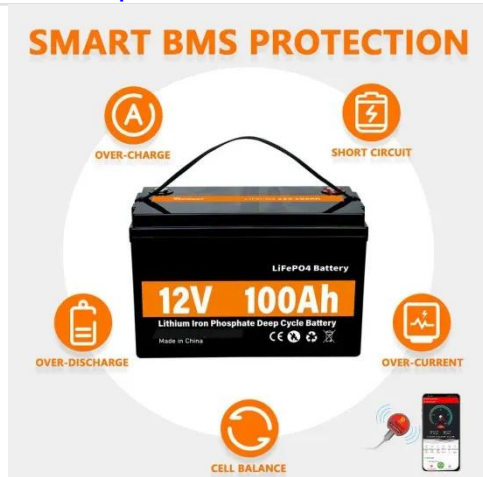 SMART BMS PROTECTION
OVER-CHARGE
SHORT CIRCUIT
LiFePO4 Battery
12V 100Ah
Lithium Iron Phosphate Deep Cycle Battery
Made in China
CE
OVER-DISCHARGE
OVER-CURRENT
CELL BALANCE